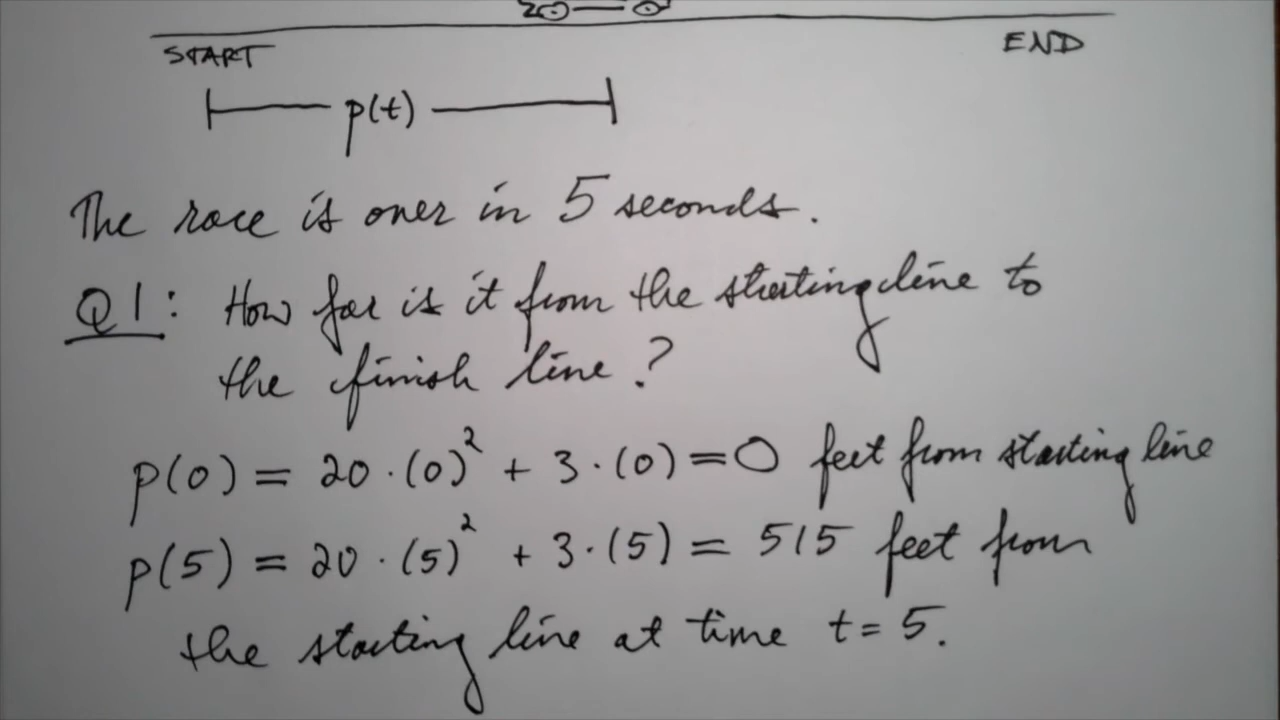 START END
p(t)
The race is over in 5 seconds.
Q1: How far is it from the starting line to
the finish line?
p(0) = 20·(0)² + 3·(0) = 0 feet from starting line
p(5) = 20·(5)² + 3·(5) = 515 feet from
the starting line at time t = 5.